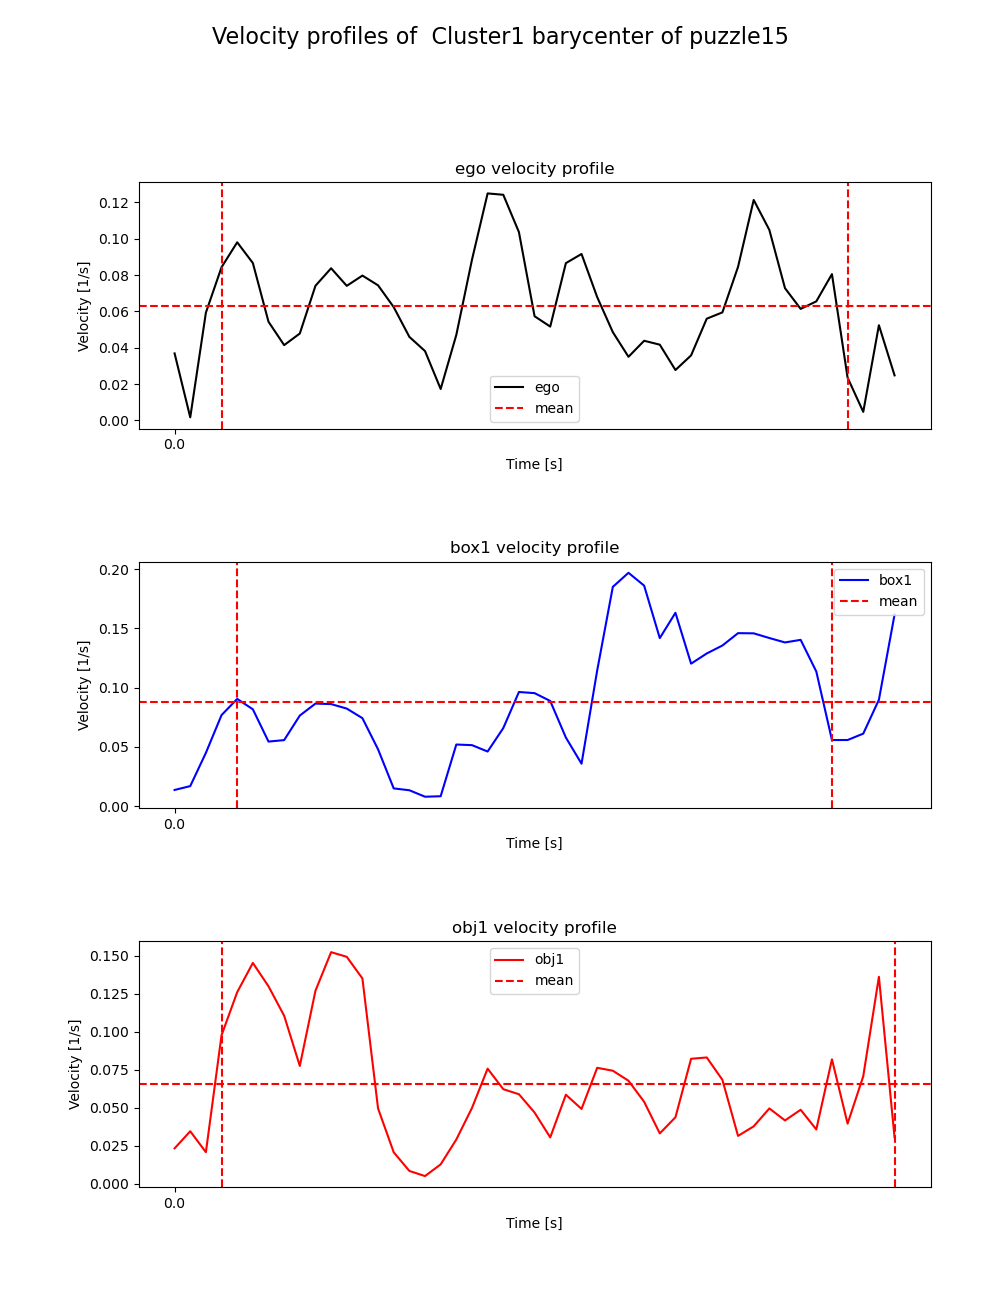 Velocity profiles of  Cluster1 barycenter of puzzle15
ego velocity profile
0.12
0.10
0.08
0.06
0.04
0.02
0.00
Velocity [1/s]
ego
mean
0.0
Time [s]
box1 velocity profile
0.20
0.15
0.10
0.05
0.00
Velocity [1/s]
box1
mean
0.0
Time [s]
obj1 velocity profile
0.150
0.125
0.100
0.075
0.050
0.025
0.000
Velocity [1/s]
obj1
mean
0.0
Time [s]